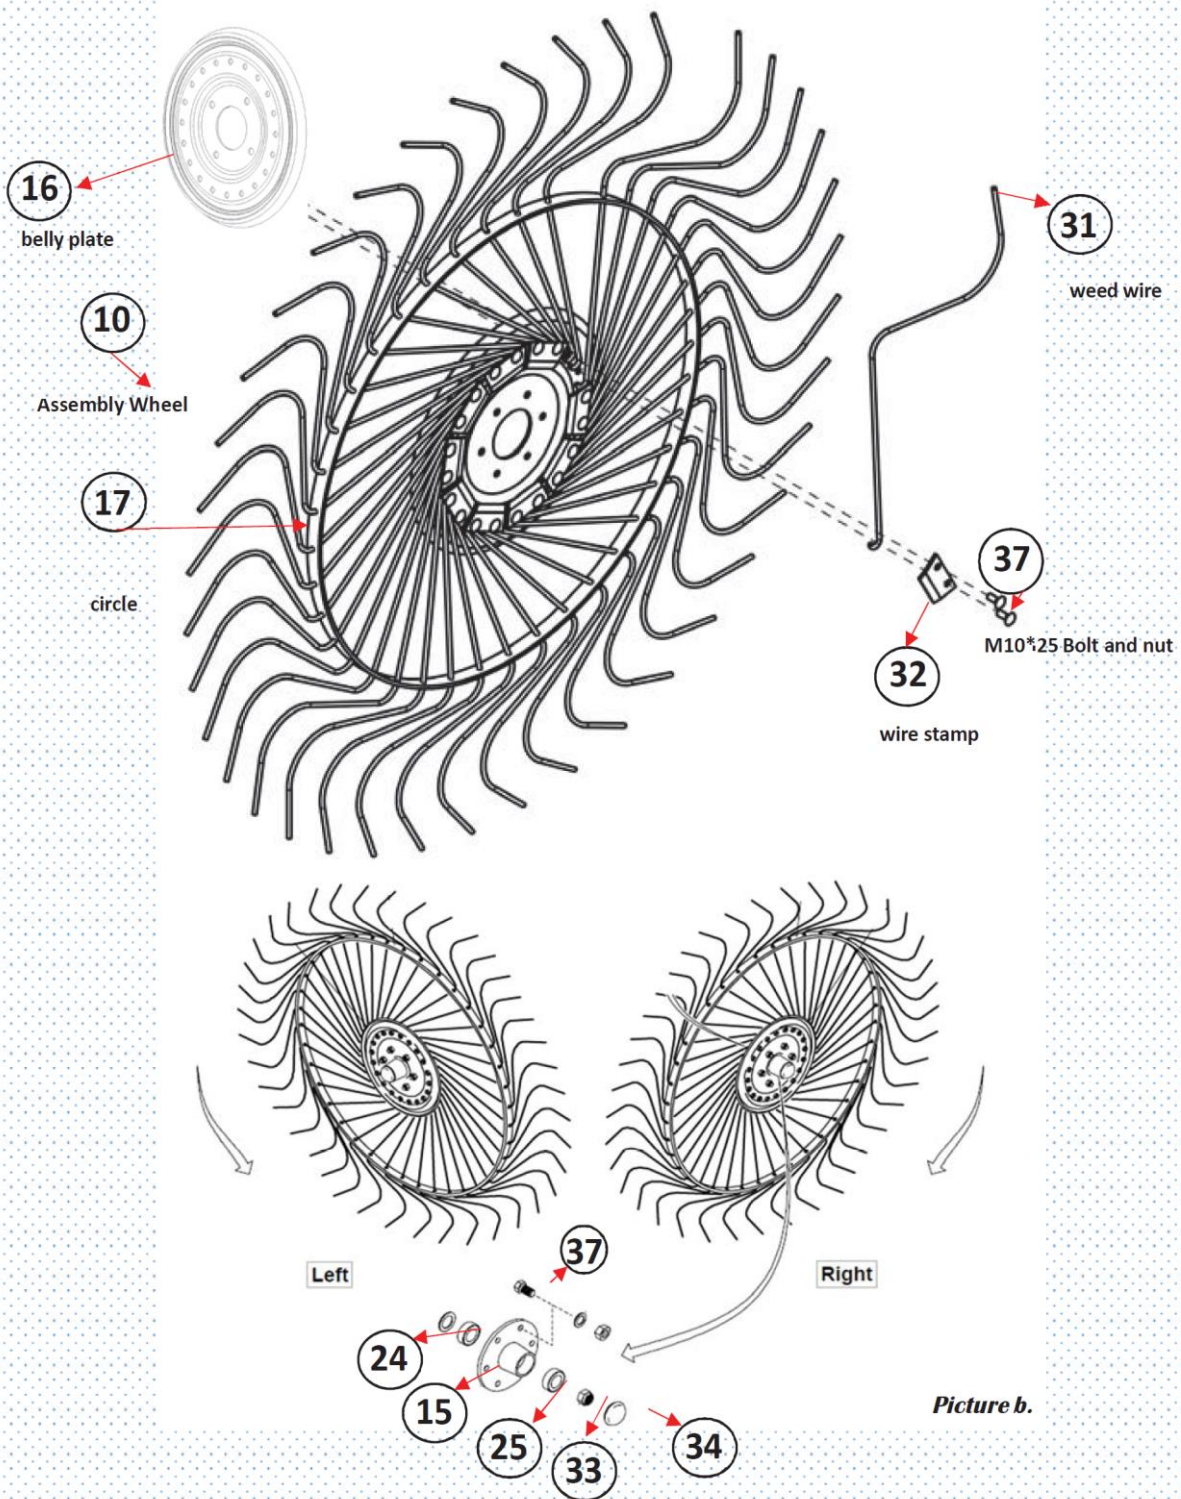 16
belly plate
31
weed wire
10
Assembly Wheel
17
circle
37
M10*25 Bolt and nut
32
wire stamp
Left
Right
37
24
15
25
33
34
Picture b.